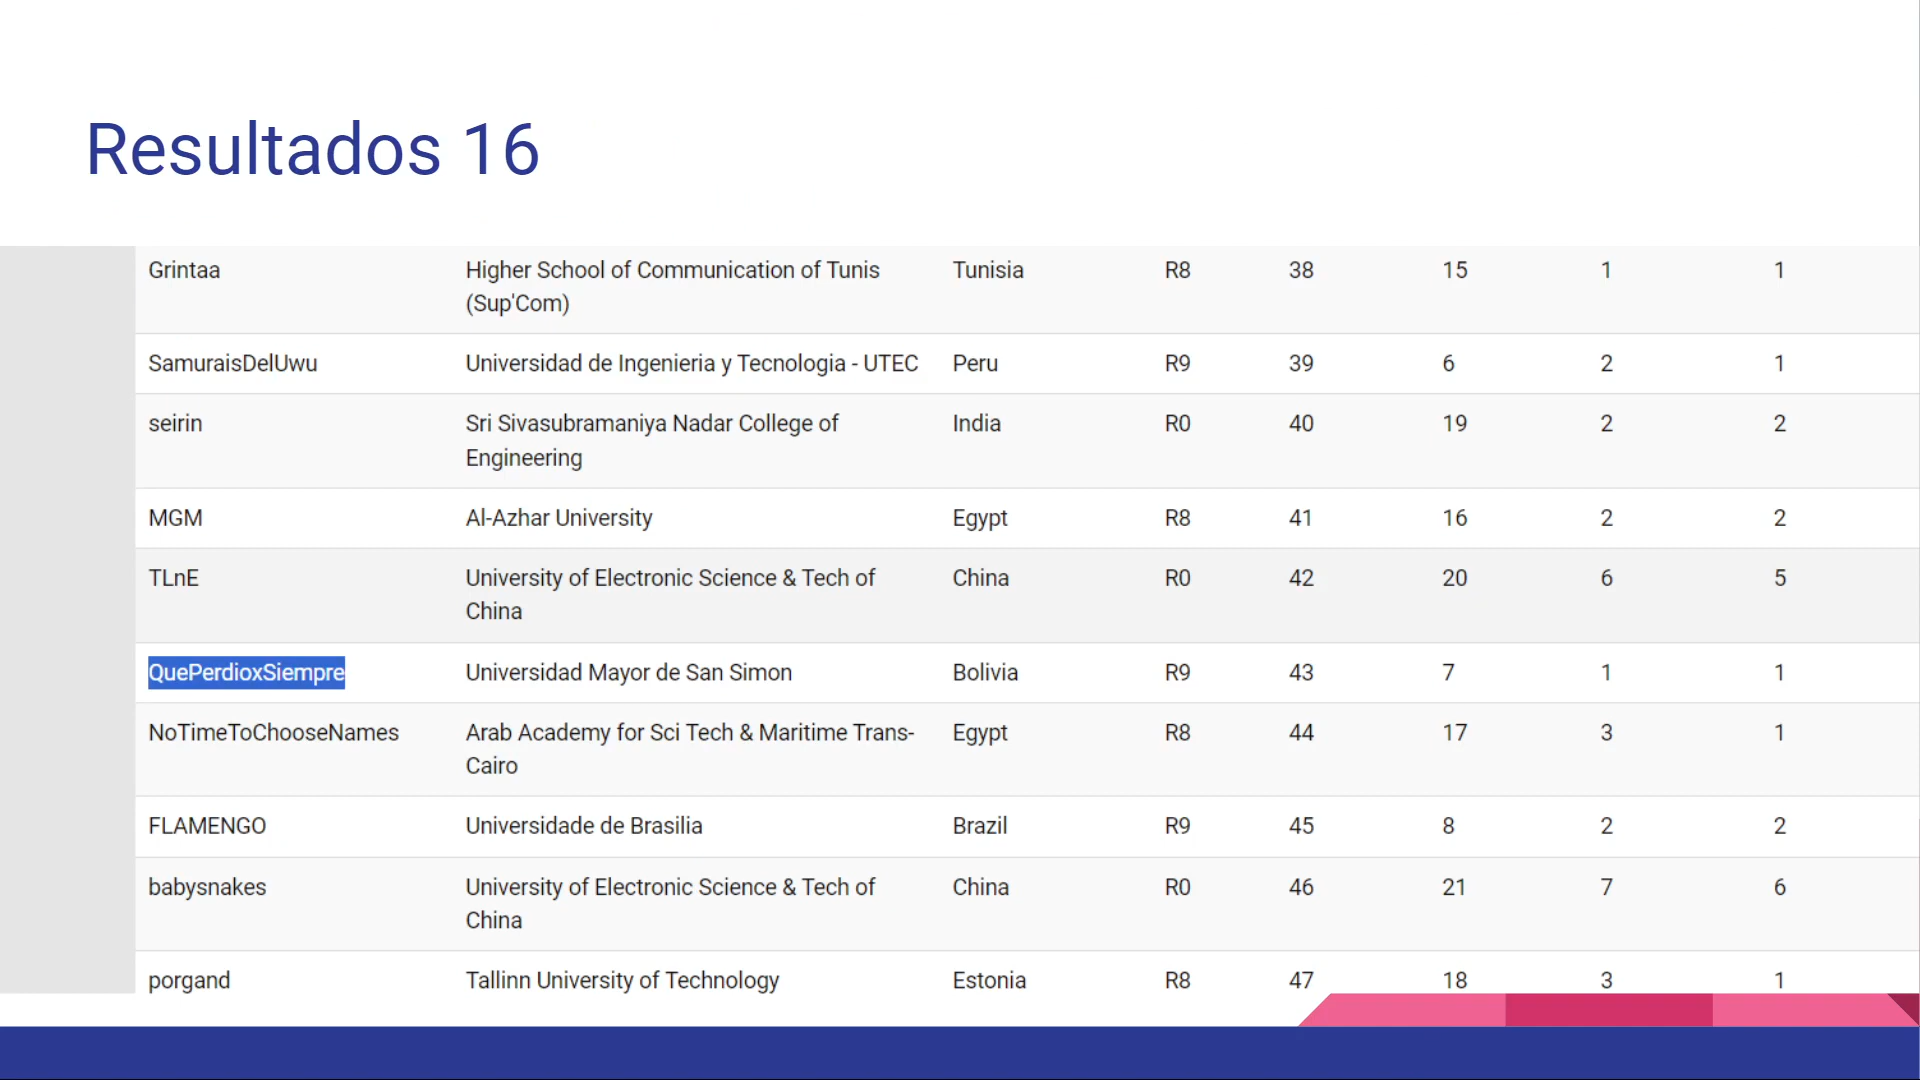 Resultados 16
Grintaa Higher School of Communication of Tunis Tunisia R8 38 15 1 1
(Sup'Com)
SamuraisDelUwu Universidad de Ingenieria y Tecnologia - UTEC Peru R9 39 6 2 1
seirin Sri Sivasubramaniya Nadar College of India R0 40 19 2 2
Engineering
MGM Al-Azhar University Egypt R8 41 16 2 2
TLnE University of Electronic Science & Tech of China R0 42 20 6 5
China
QuePerdioxSiempre Universidad Mayor de San Simon Bolivia R9 43 7 1 1
NoTimeToChooseNames Arab Academy for Sci Tech & Maritime Trans- Egypt R8 44 17 3 1
Cairo
FLAMENGO Universidade de Brasilia Brazil R9 45 8 2 2
babysnakes University of Electronic Science & Tech of China R0 46 21 7 6
China
porgand Tallinn University of Technology Estonia R8 47 18 3 1